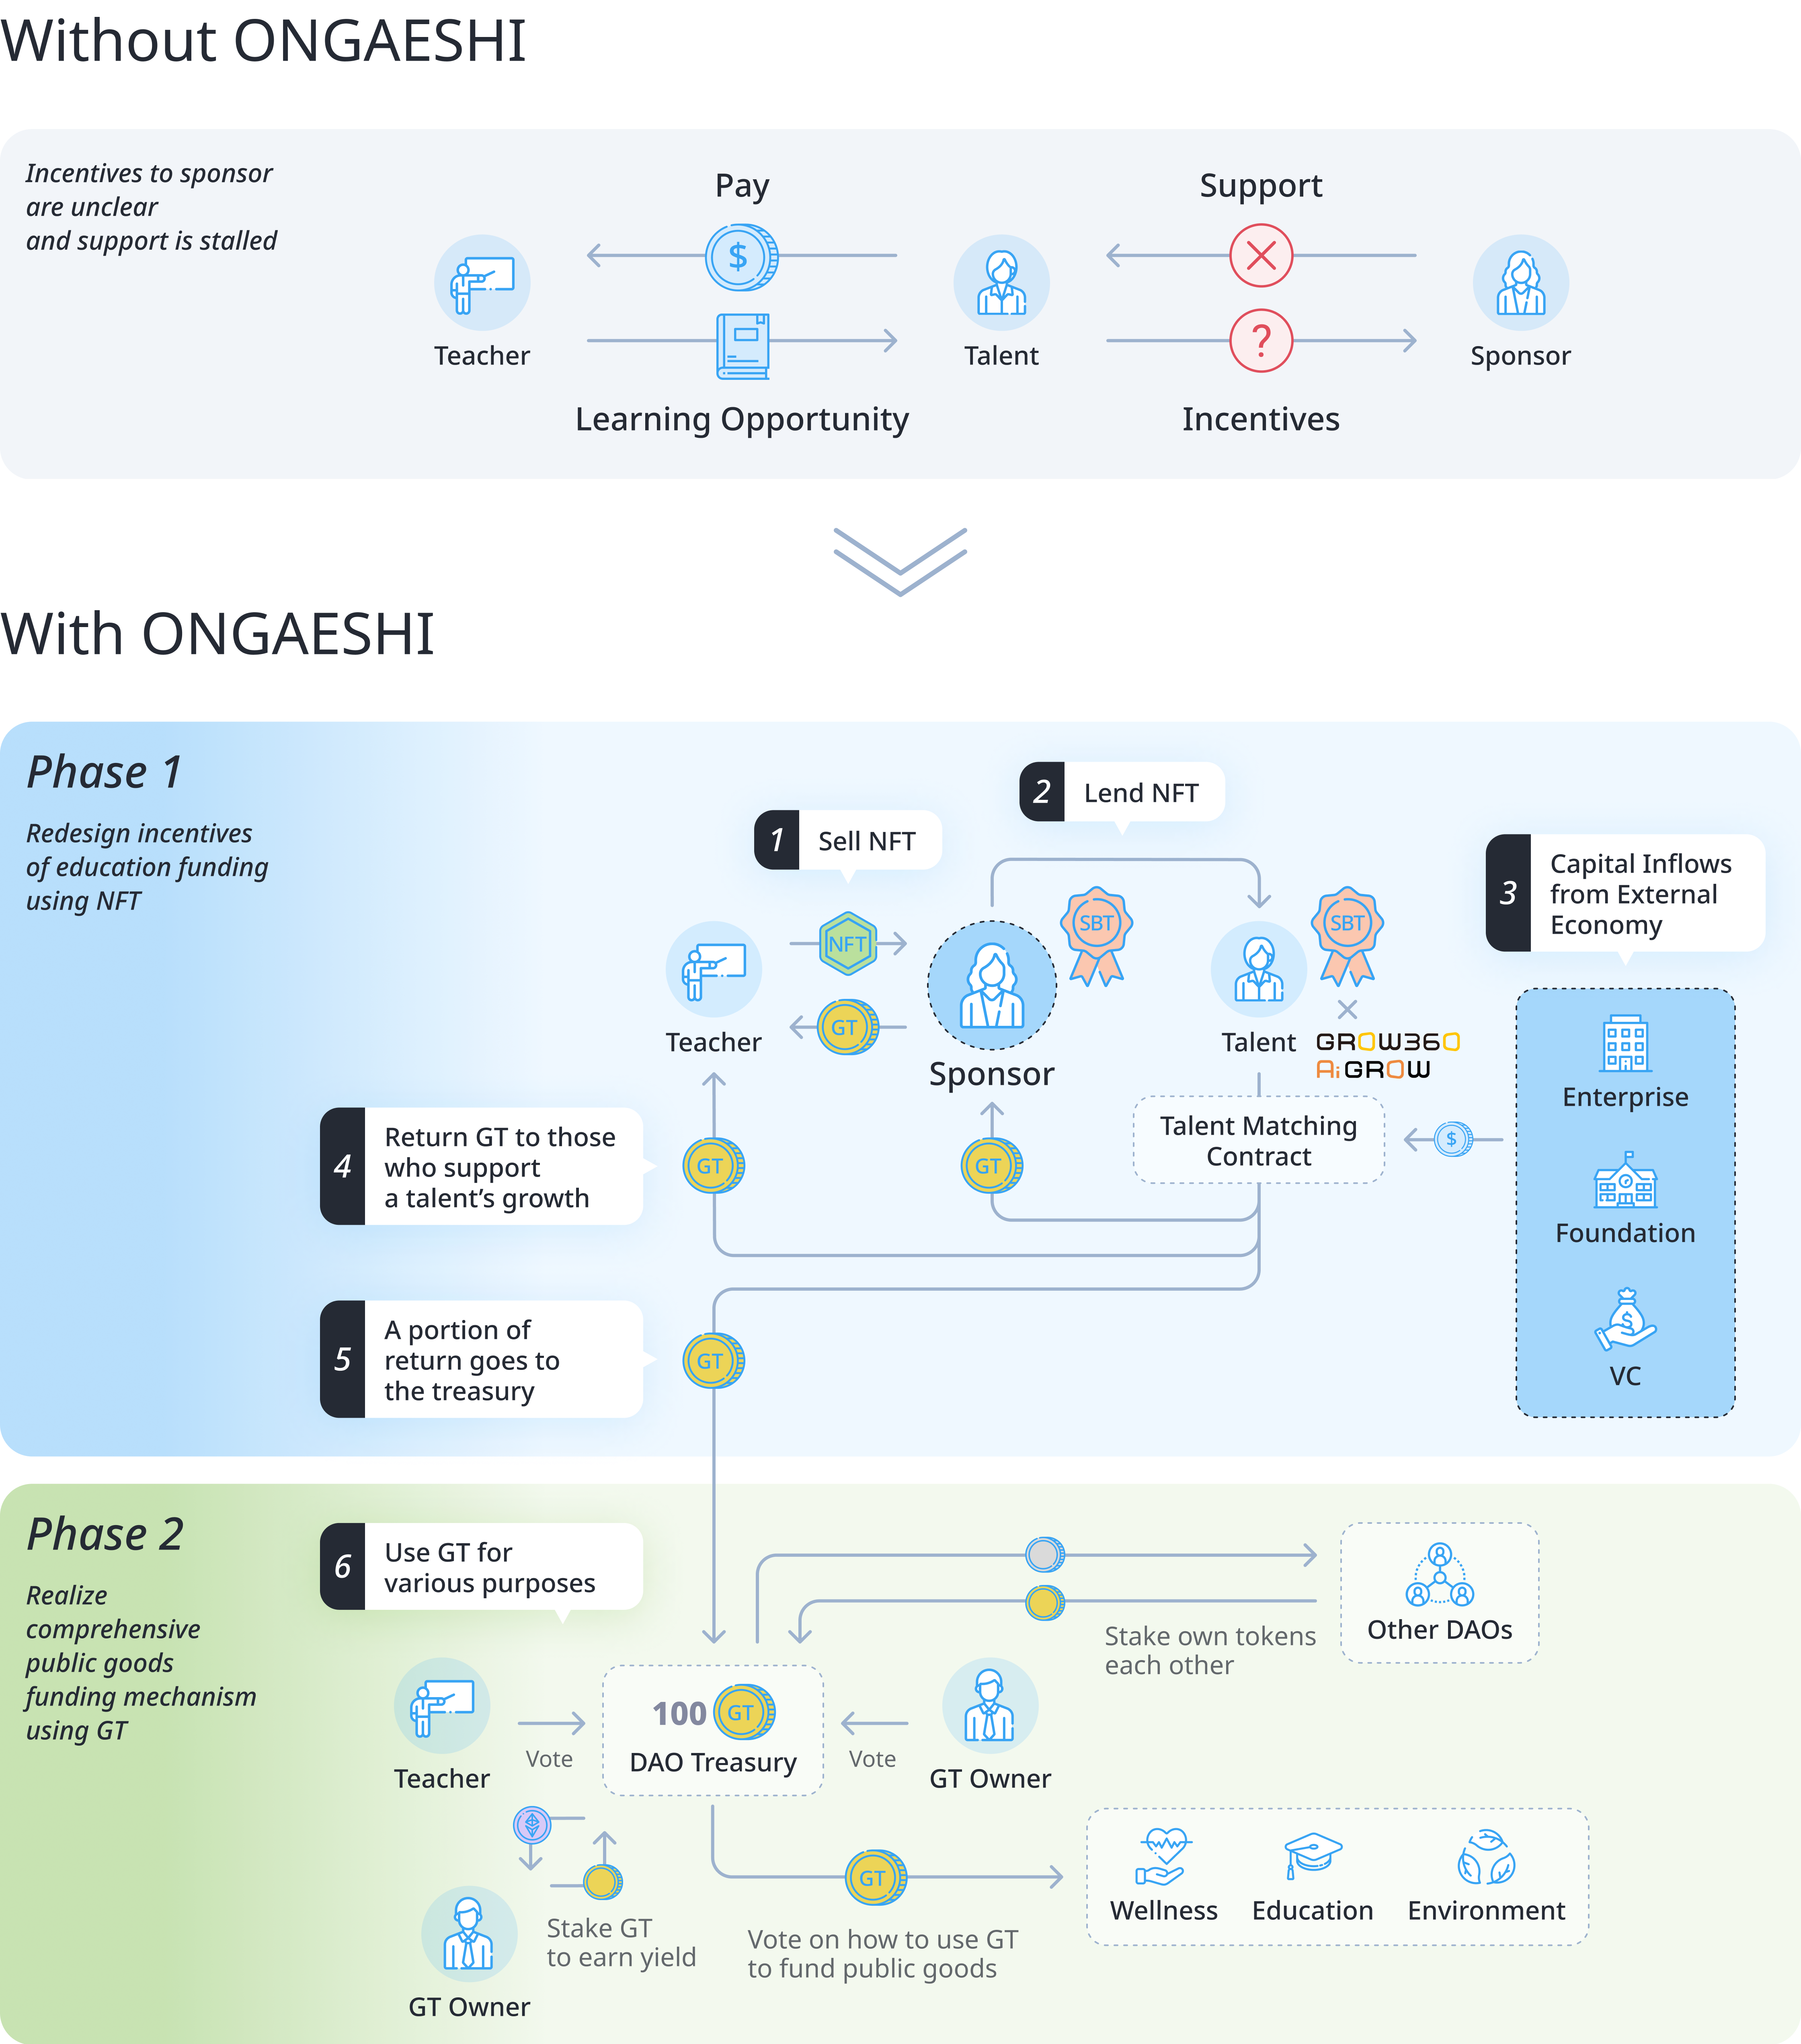 Without ONGAESHI
Incentives to sponsor
are unclear
and support is stalled
Pay
Support
$
?
Teacher
Talent
Sponsor
Learning Opportunity
Incentives
With ONGAESHI
Phase 1
Redesign incentives
of education funding
using NFT
1
Sell NFT
2
Lend NFT
3
Capital Inflows
from External
Economy
NFT
SBT
SBT
GT
Teacher
Sponsor
Talent
GROW360
Ai GROW
Enterprise
4
Return GT to those
who support
a talent's growth
GT
GT
Talent Matching
Contract
$
Foundation
5
A portion of
return goes to
the treasury
GT
$
VC
Phase 2
Realize
comprehensive
public goods
funding mechanism
using GT
6
Use GT for
various purposes
Stake own tokens
each other
Other DAOs
Teacher
Vote
100
GT
DAO Treasury
Vote
GT Owner
GT Owner
Stake GT
to earn yield
GT
Vote on how to use GT
to fund public goods
Wellness
Education
Environment